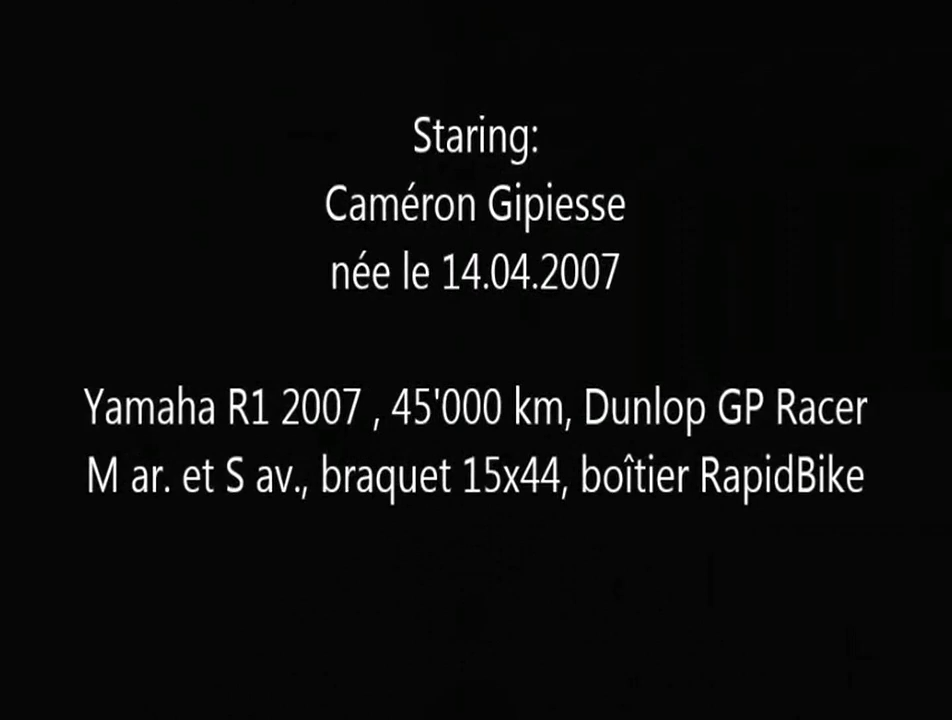 Staring:
Caméron Gipiesse
née le 14.04.2007
Yamaha R1 2007 , 45'000 km, Dunlop GP Racer
M ar. et S av., braquet 15x44, boîtier RapidBike